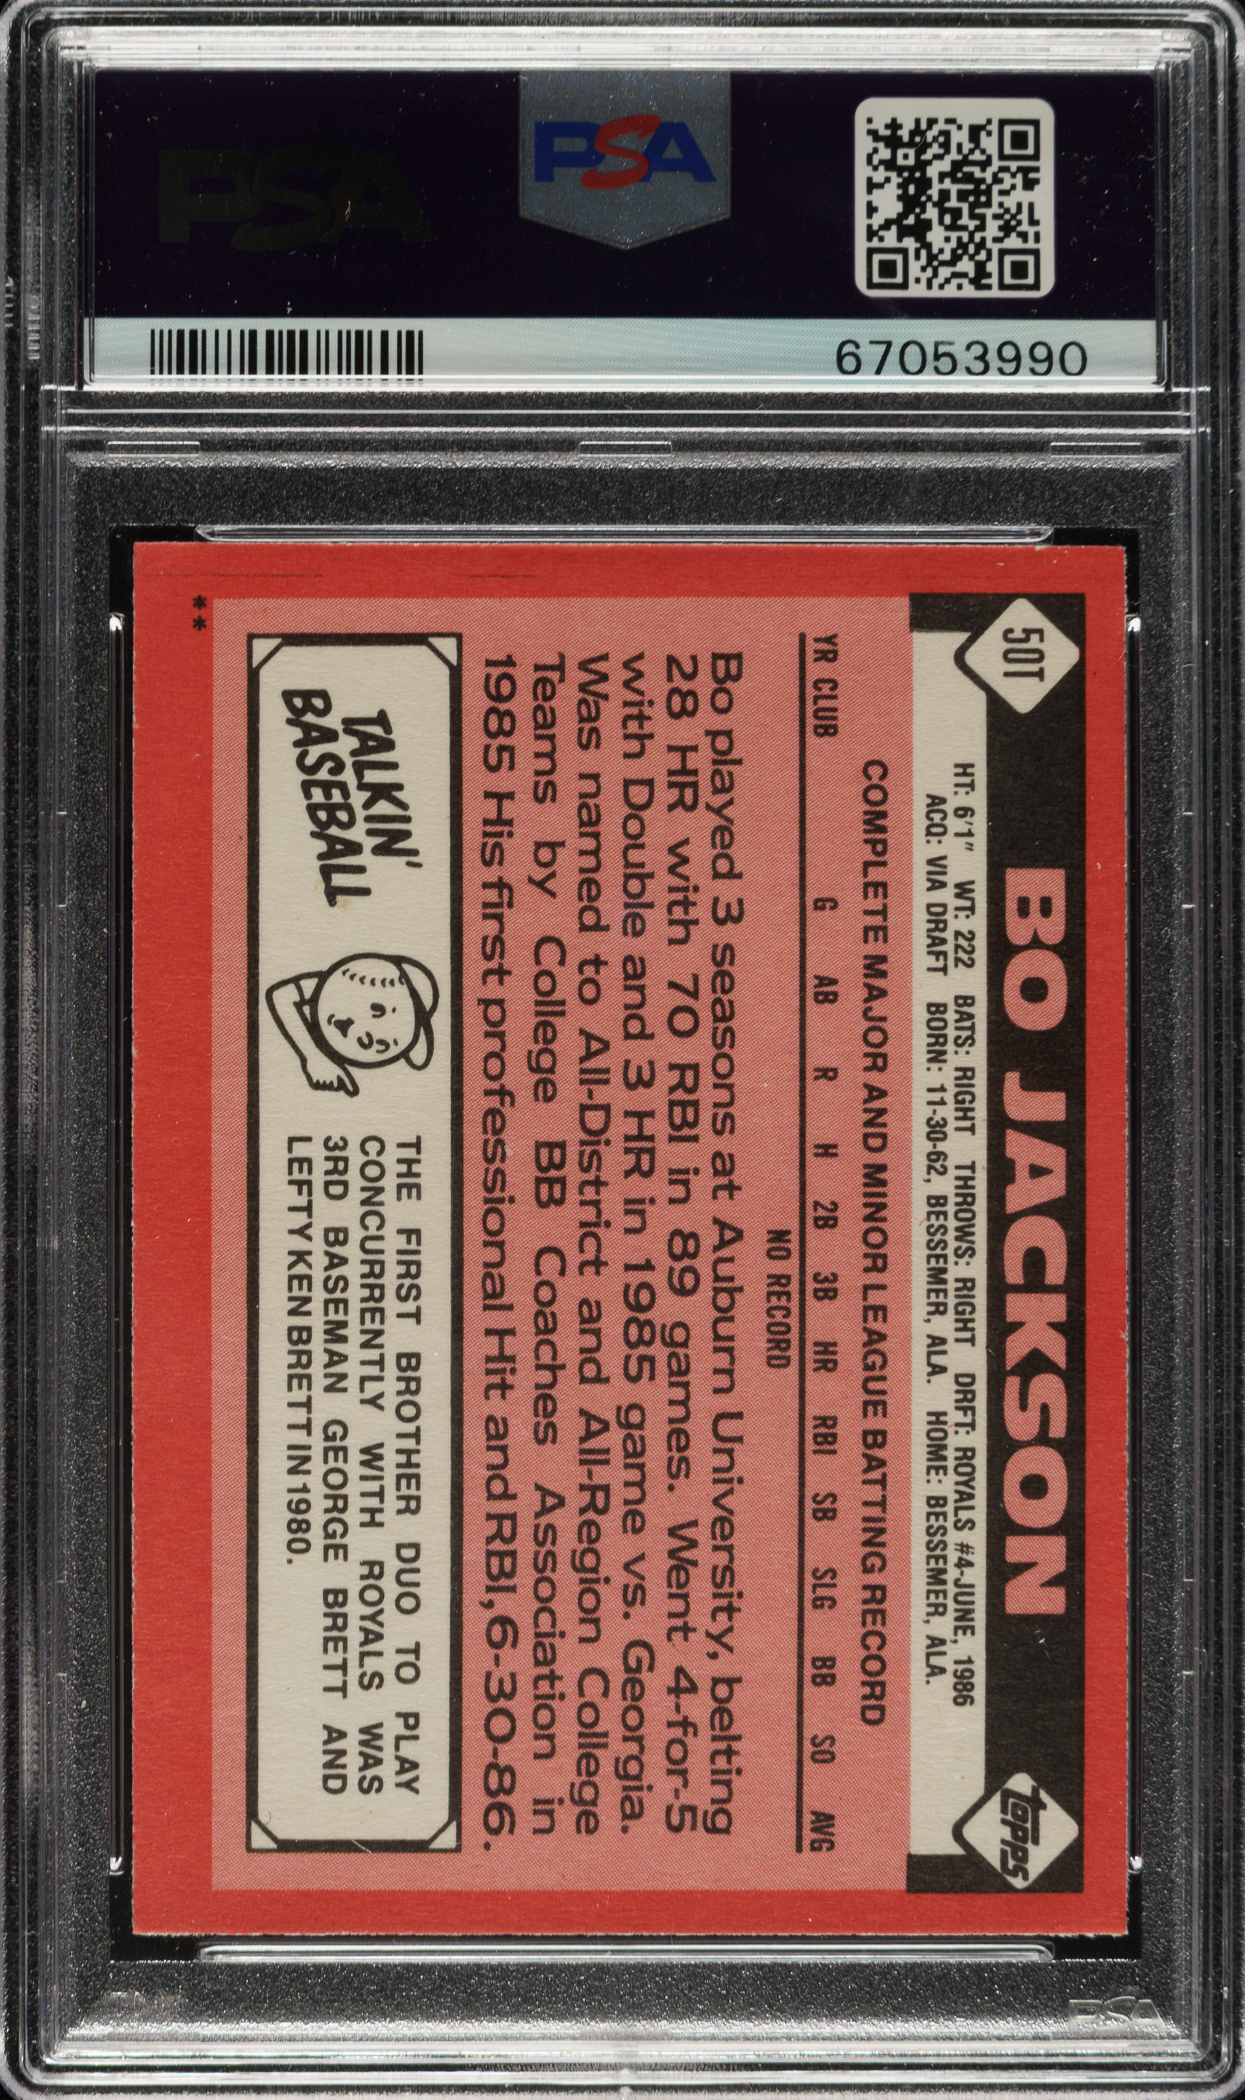 PSA
PSA
67053990
50T
BO JACKSON
topps
HT: 6'1" WT: 222 BATS: RIGHT THROWS: RIGHT DRFT: ROYALS #4-JUNE, 1986
ACQ: VIA DRAFT BORN: 11-30-62, BESSEMER, ALA. HOME: BESSEMER, ALA.
COMPLETE MAJOR AND MINOR LEAGUE BATTING RECORD
YR CLUB G AB R H 2B 3B HR RBI SB SLG BB SO AVG
NO RECORD
Bo played 3 seasons at Auburn University, belting
28 HR with 70 RBI in 89 games. Went 4-for-5
with Double and 3 HR in 1985 game vs. Georgia.
Was named to All-District and All-Region College
Teams by College BB Coaches Association in
1985 His first professional Hit and RBI, 6-30-86.
TALKIN'
BASEBALL
THE FIRST BROTHER DUO TO PLAY
CONCURRENTLY WITH ROYALS WAS
3RD BASEMAN GEORGE BRETT AND
LEFTY KEN BRETT IN 1980.
**
PSA